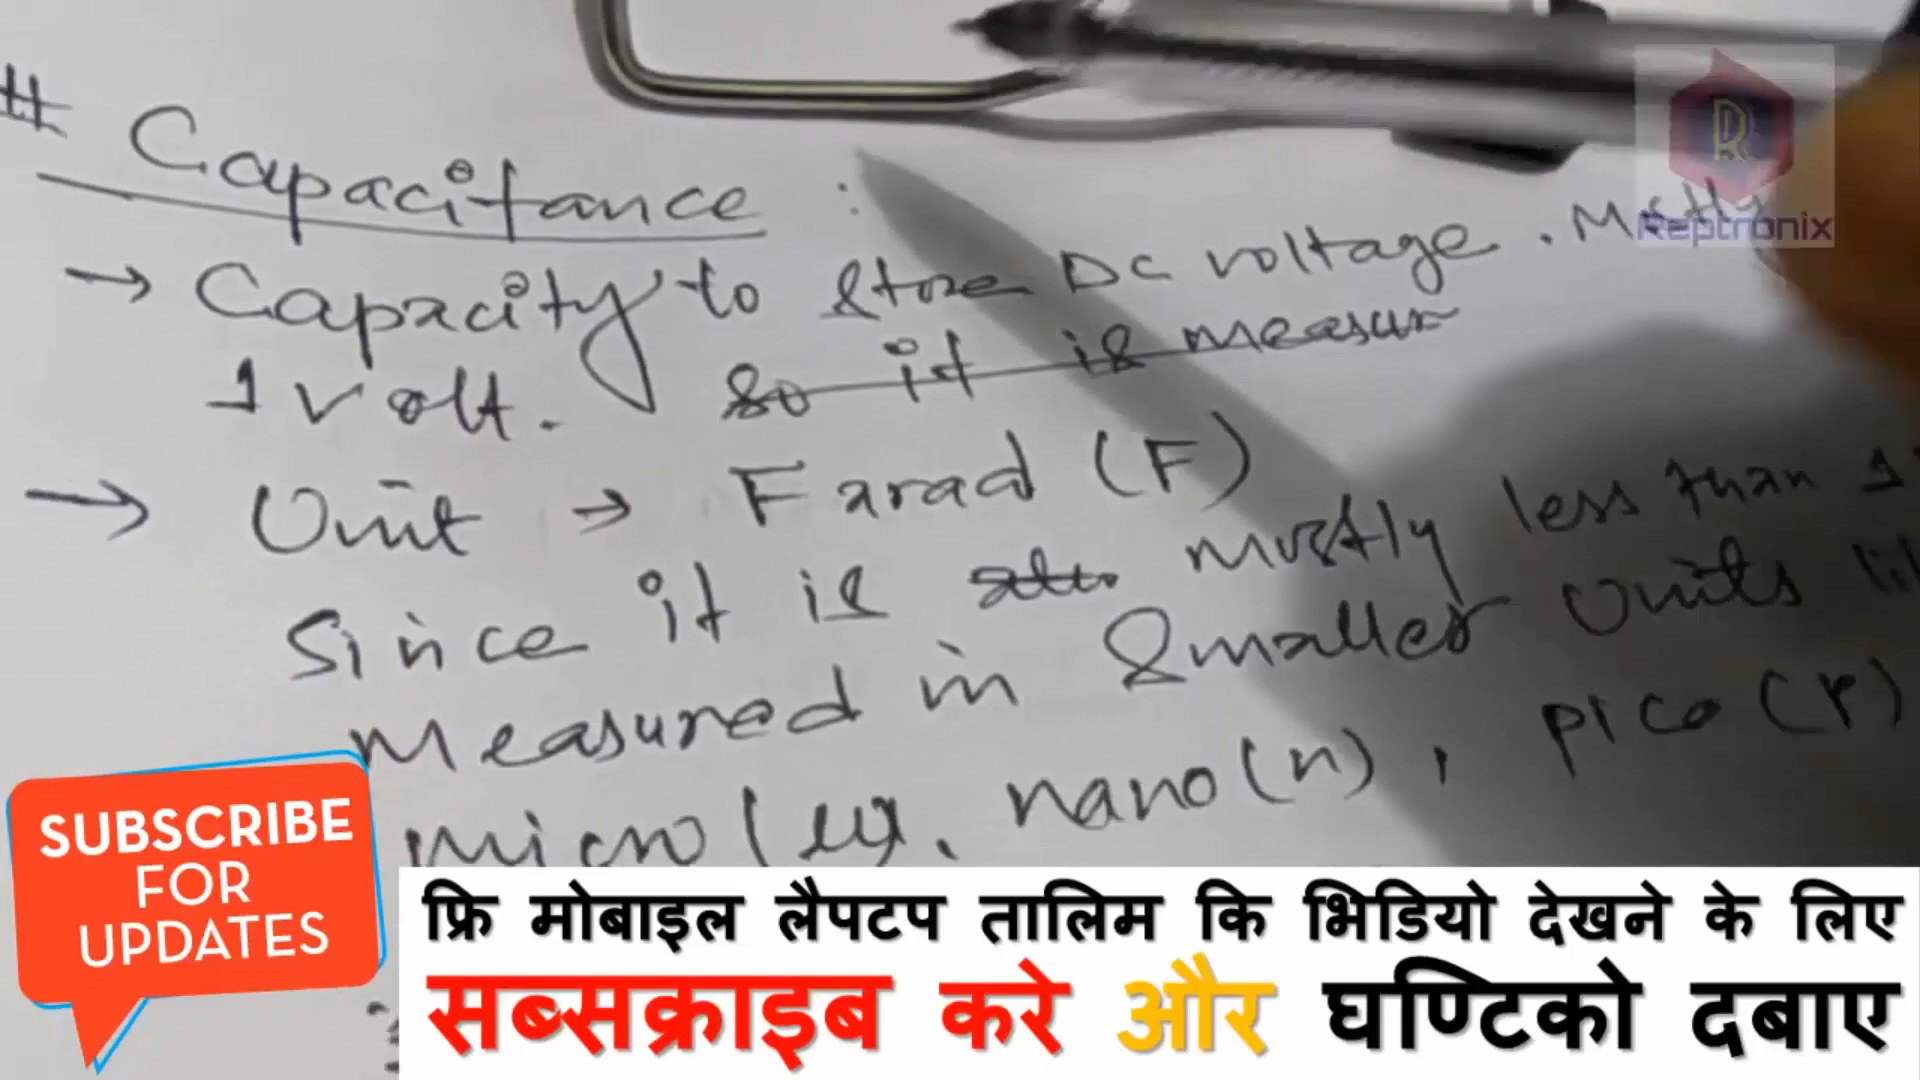 # Capacitance :
→ Capacity to store DC voltage. Mostly
1 volt. so it is measur
→ Unit → Farad (F)
Since it is mostly less than 1
measured in smaller units
micro (u), nano (n), pico (p)
Reptronix
SUBSCRIBE
FOR
UPDATES
फ्रि मोबाइल लैपटप तालिम कि भिडियो देखने के लिए
सब्सक्राइब करे और घण्टिको दबाए